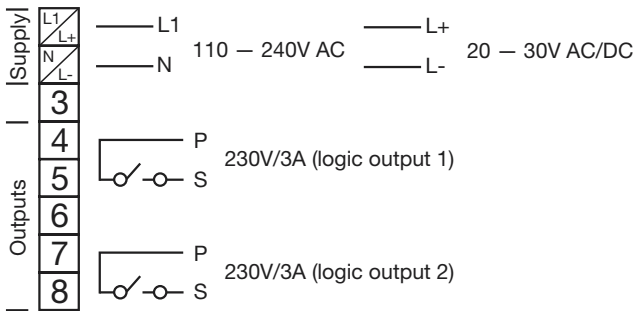 Supply
L1
L+
L1
110 — 240V AC
L+
20 — 30V AC/DC
N
L-
N
L-
3
Outputs
4
P
230V/3A (logic output 1)
5
S
6
7
P
230V/3A (logic output 2)
8
S